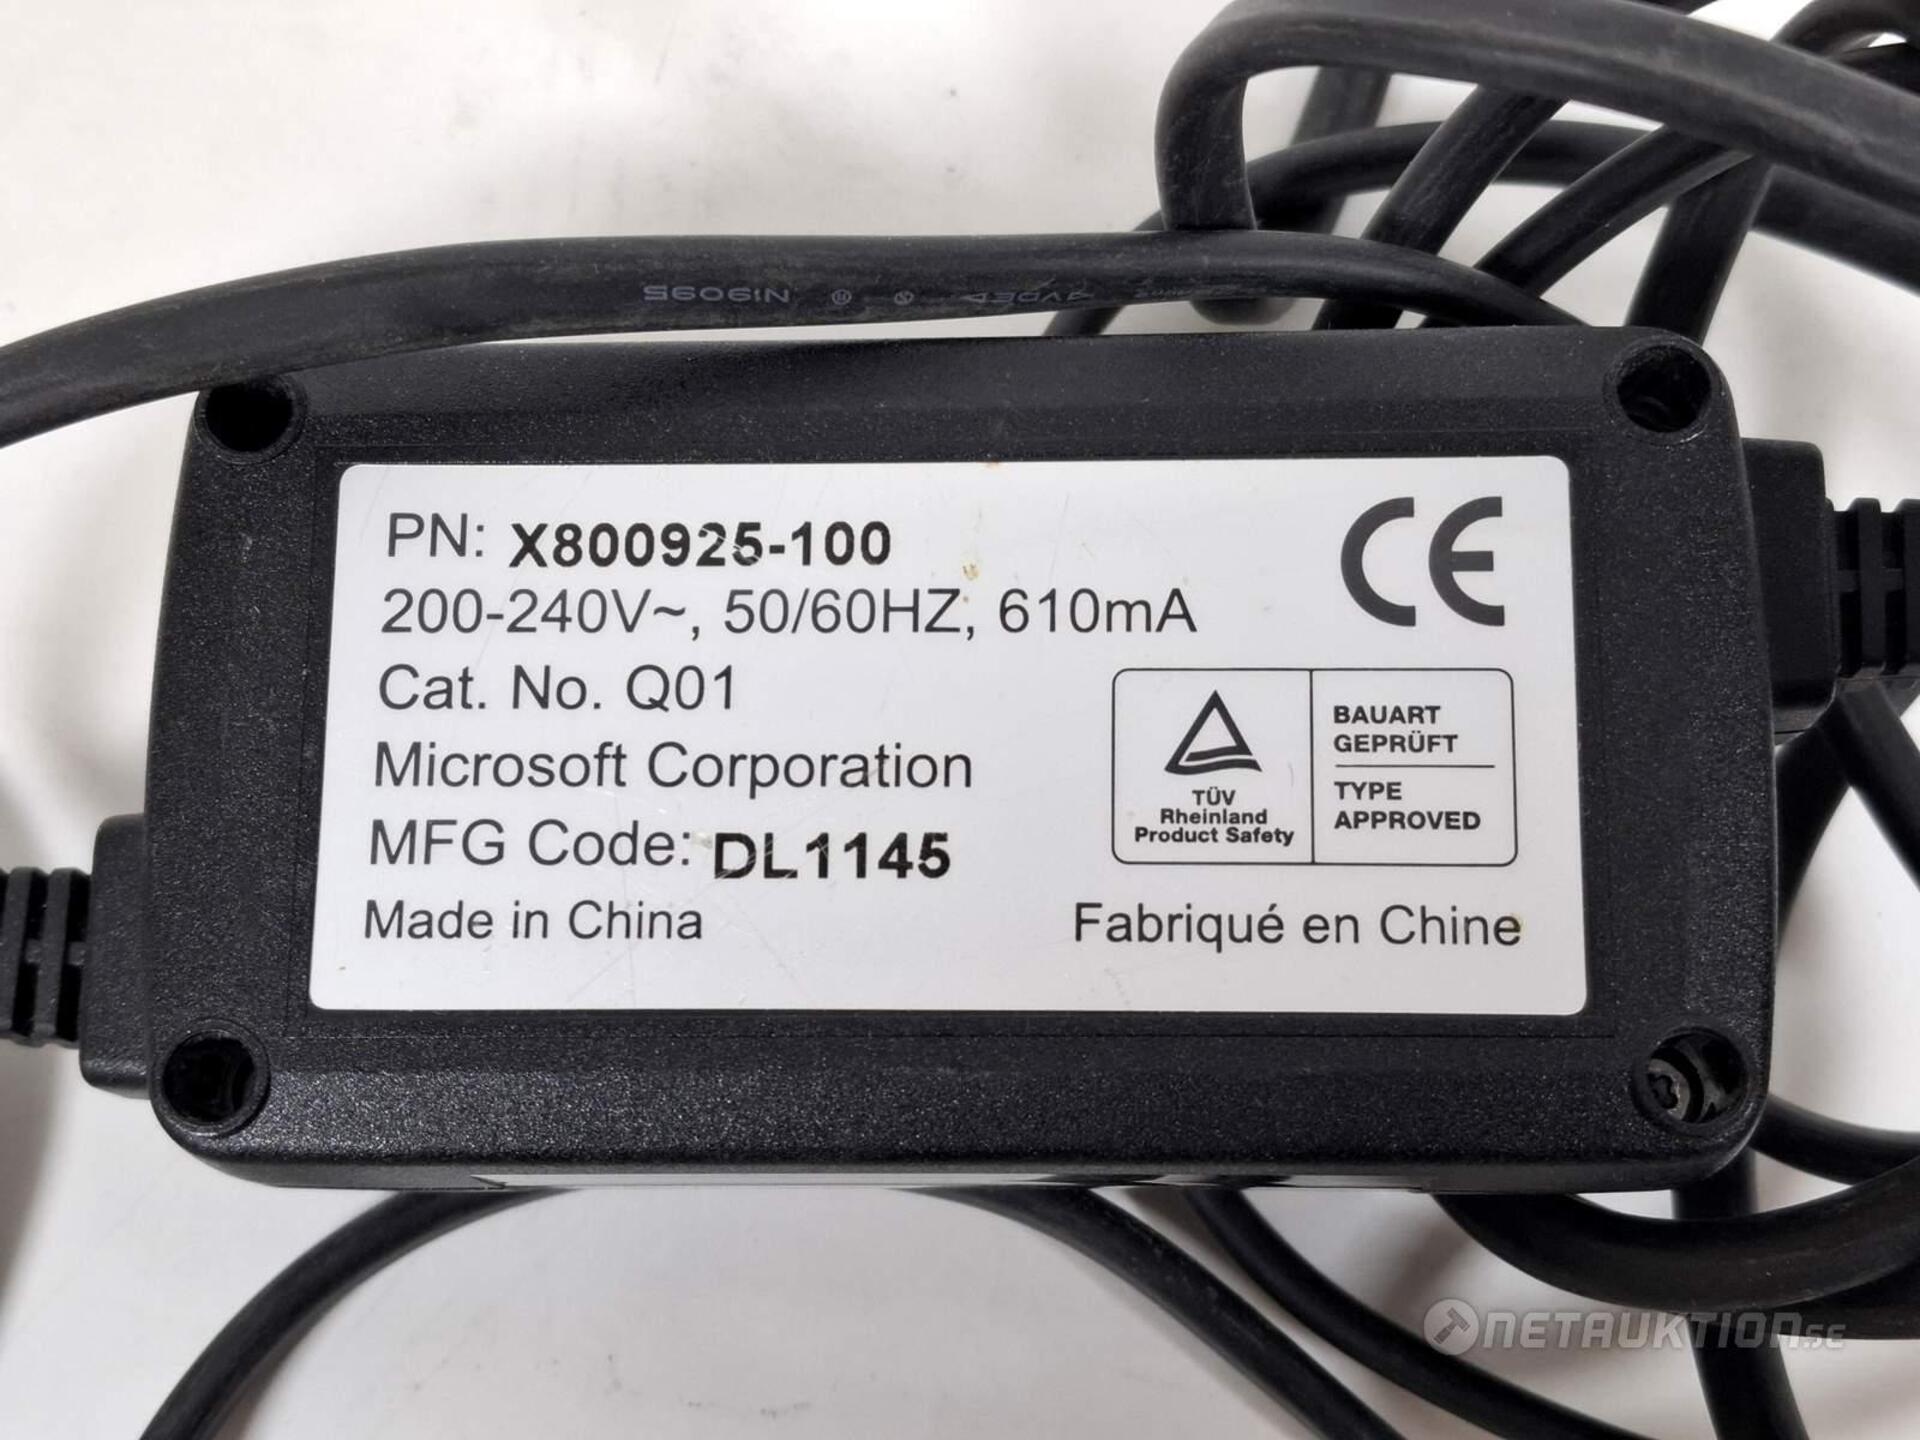 PN: X800925-100
200-240V~, 50/60HZ, 610mA
Cat. No. Q01
Microsoft Corporation
MFG Code: DL1145
Made in China
CE
TÜV
Rheinland
Product Safety
BAUART
GEPRÜFT
TYPE
APPROVED
Fabriqué en Chine
N19095
NETAUKTION.SE